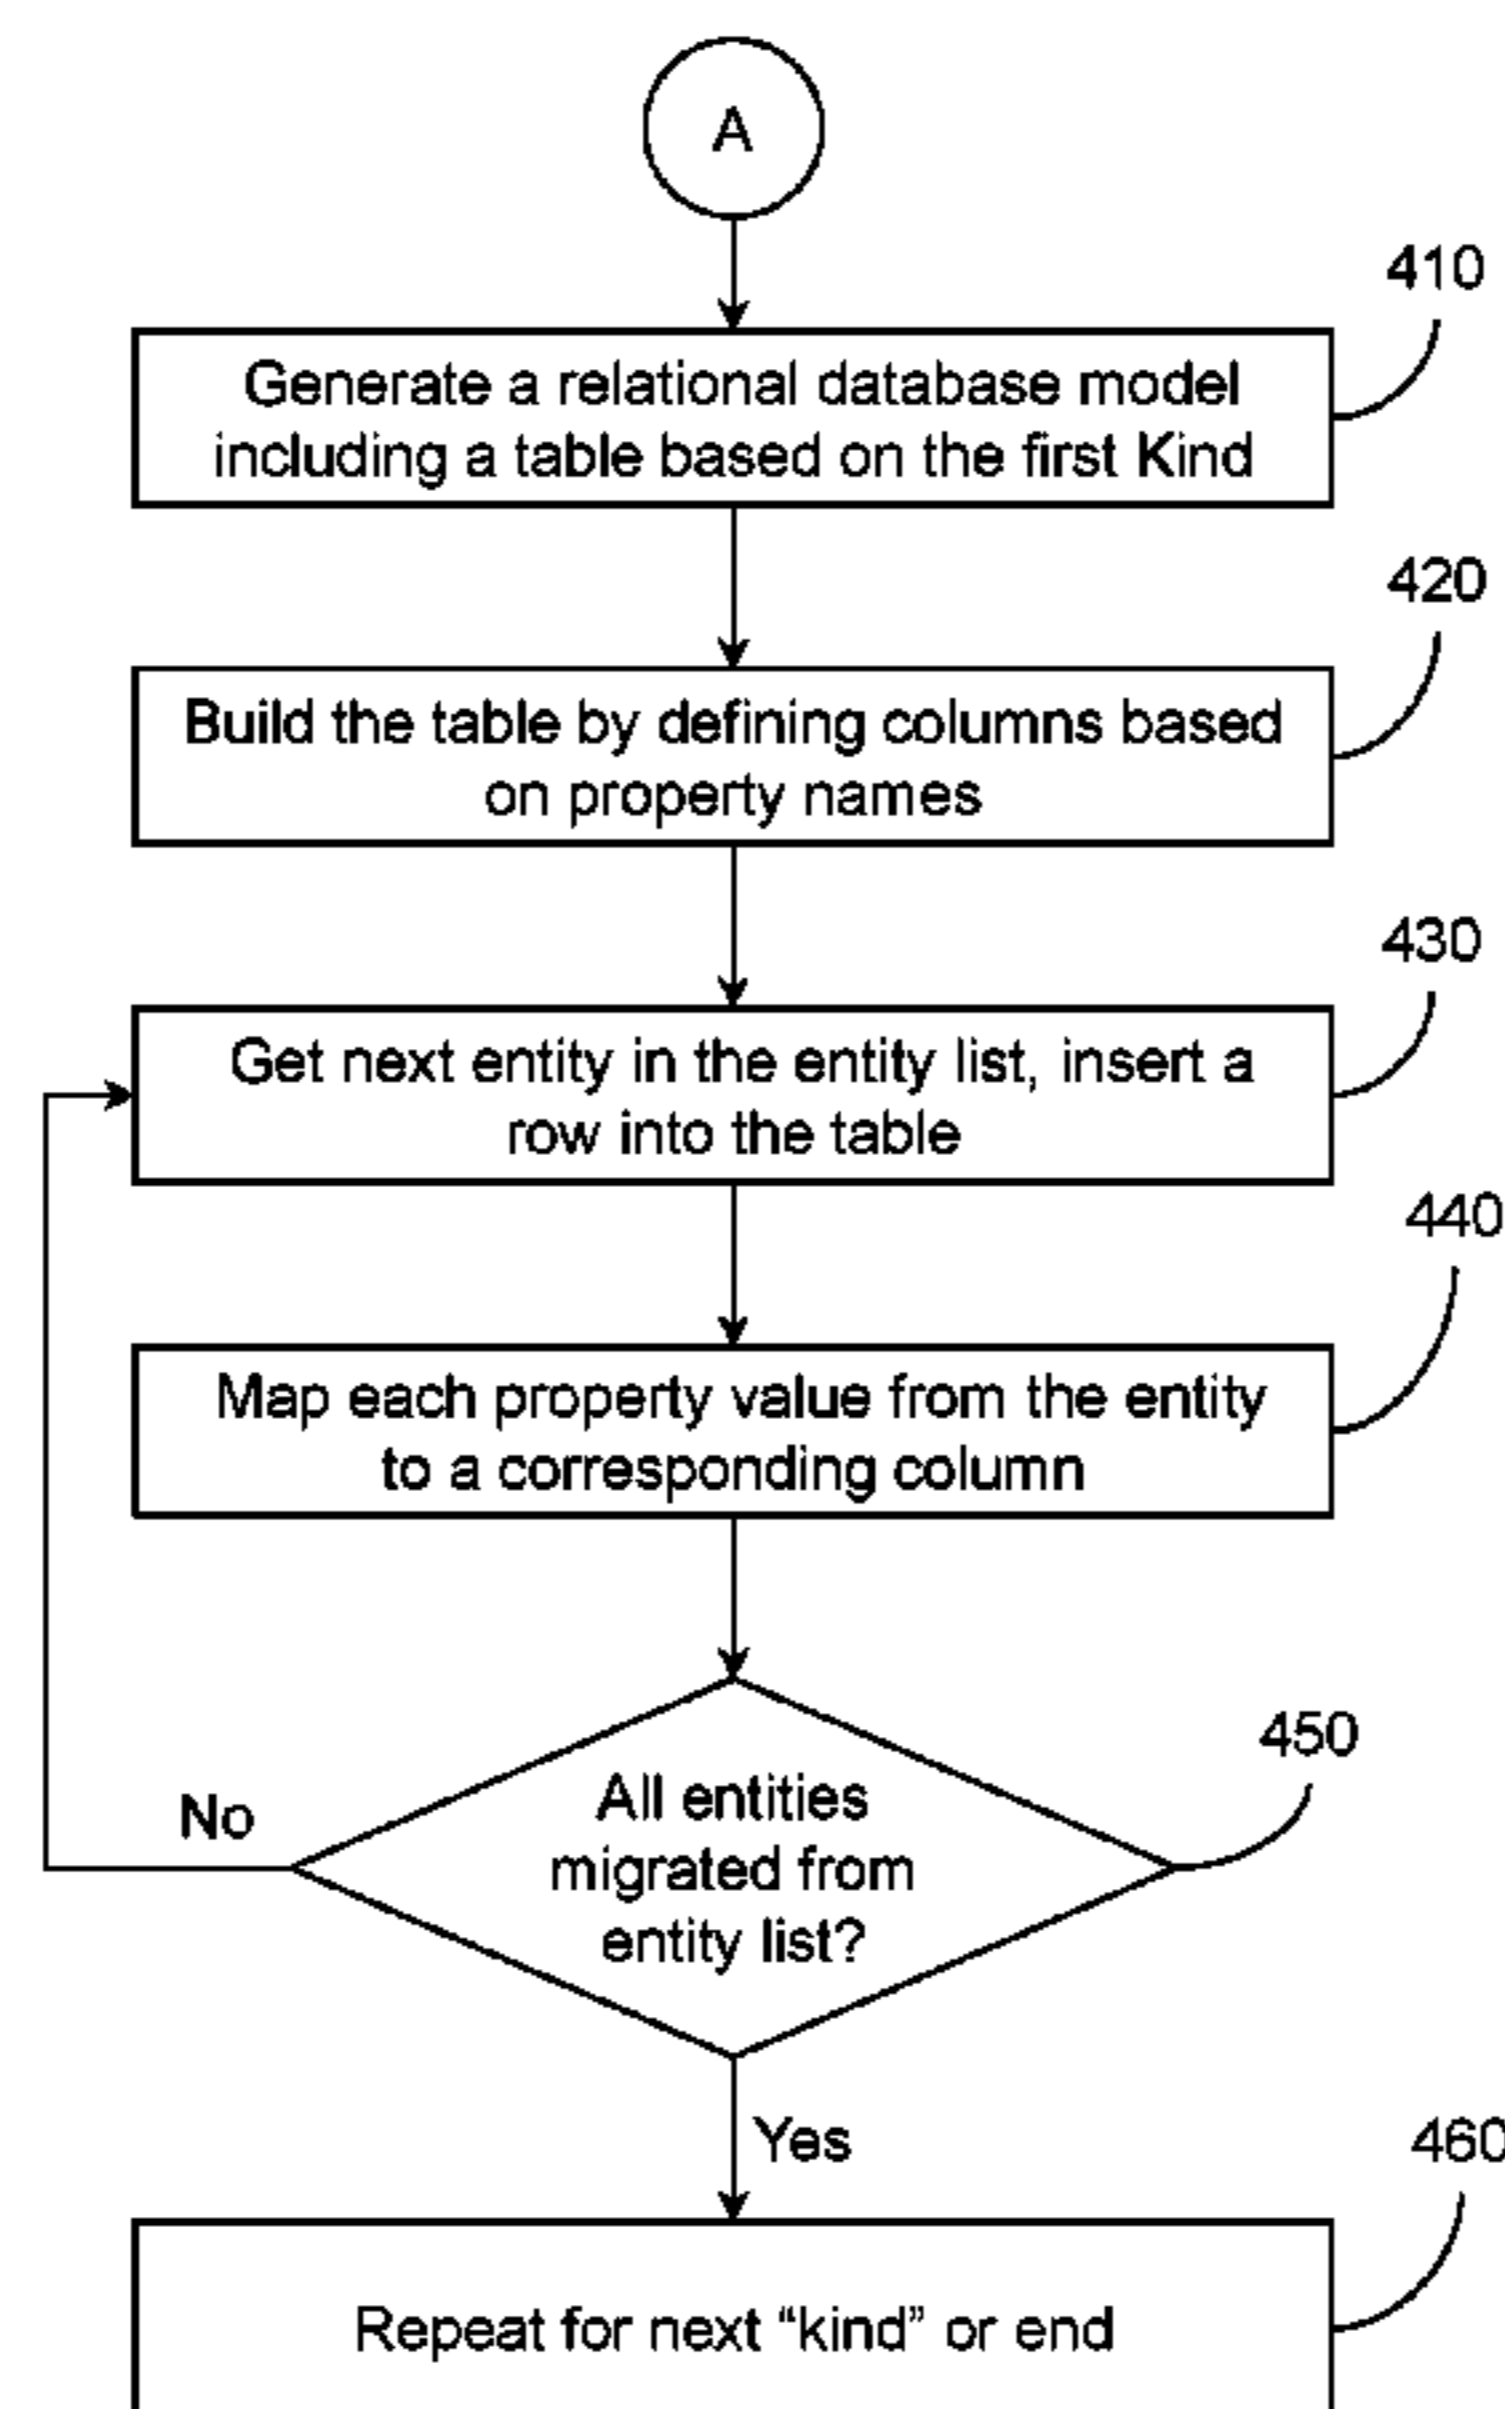 A
410
Generate a relational database model
including a table based on the first Kind
420
Build the table by defining columns based
on property names
430
Get next entity in the entity list, insert a
row into the table
440
Map each property value from the entity
to a corresponding column
450
All entities
migrated from
entity list?
No
Yes
460
Repeat for next “kind” or end